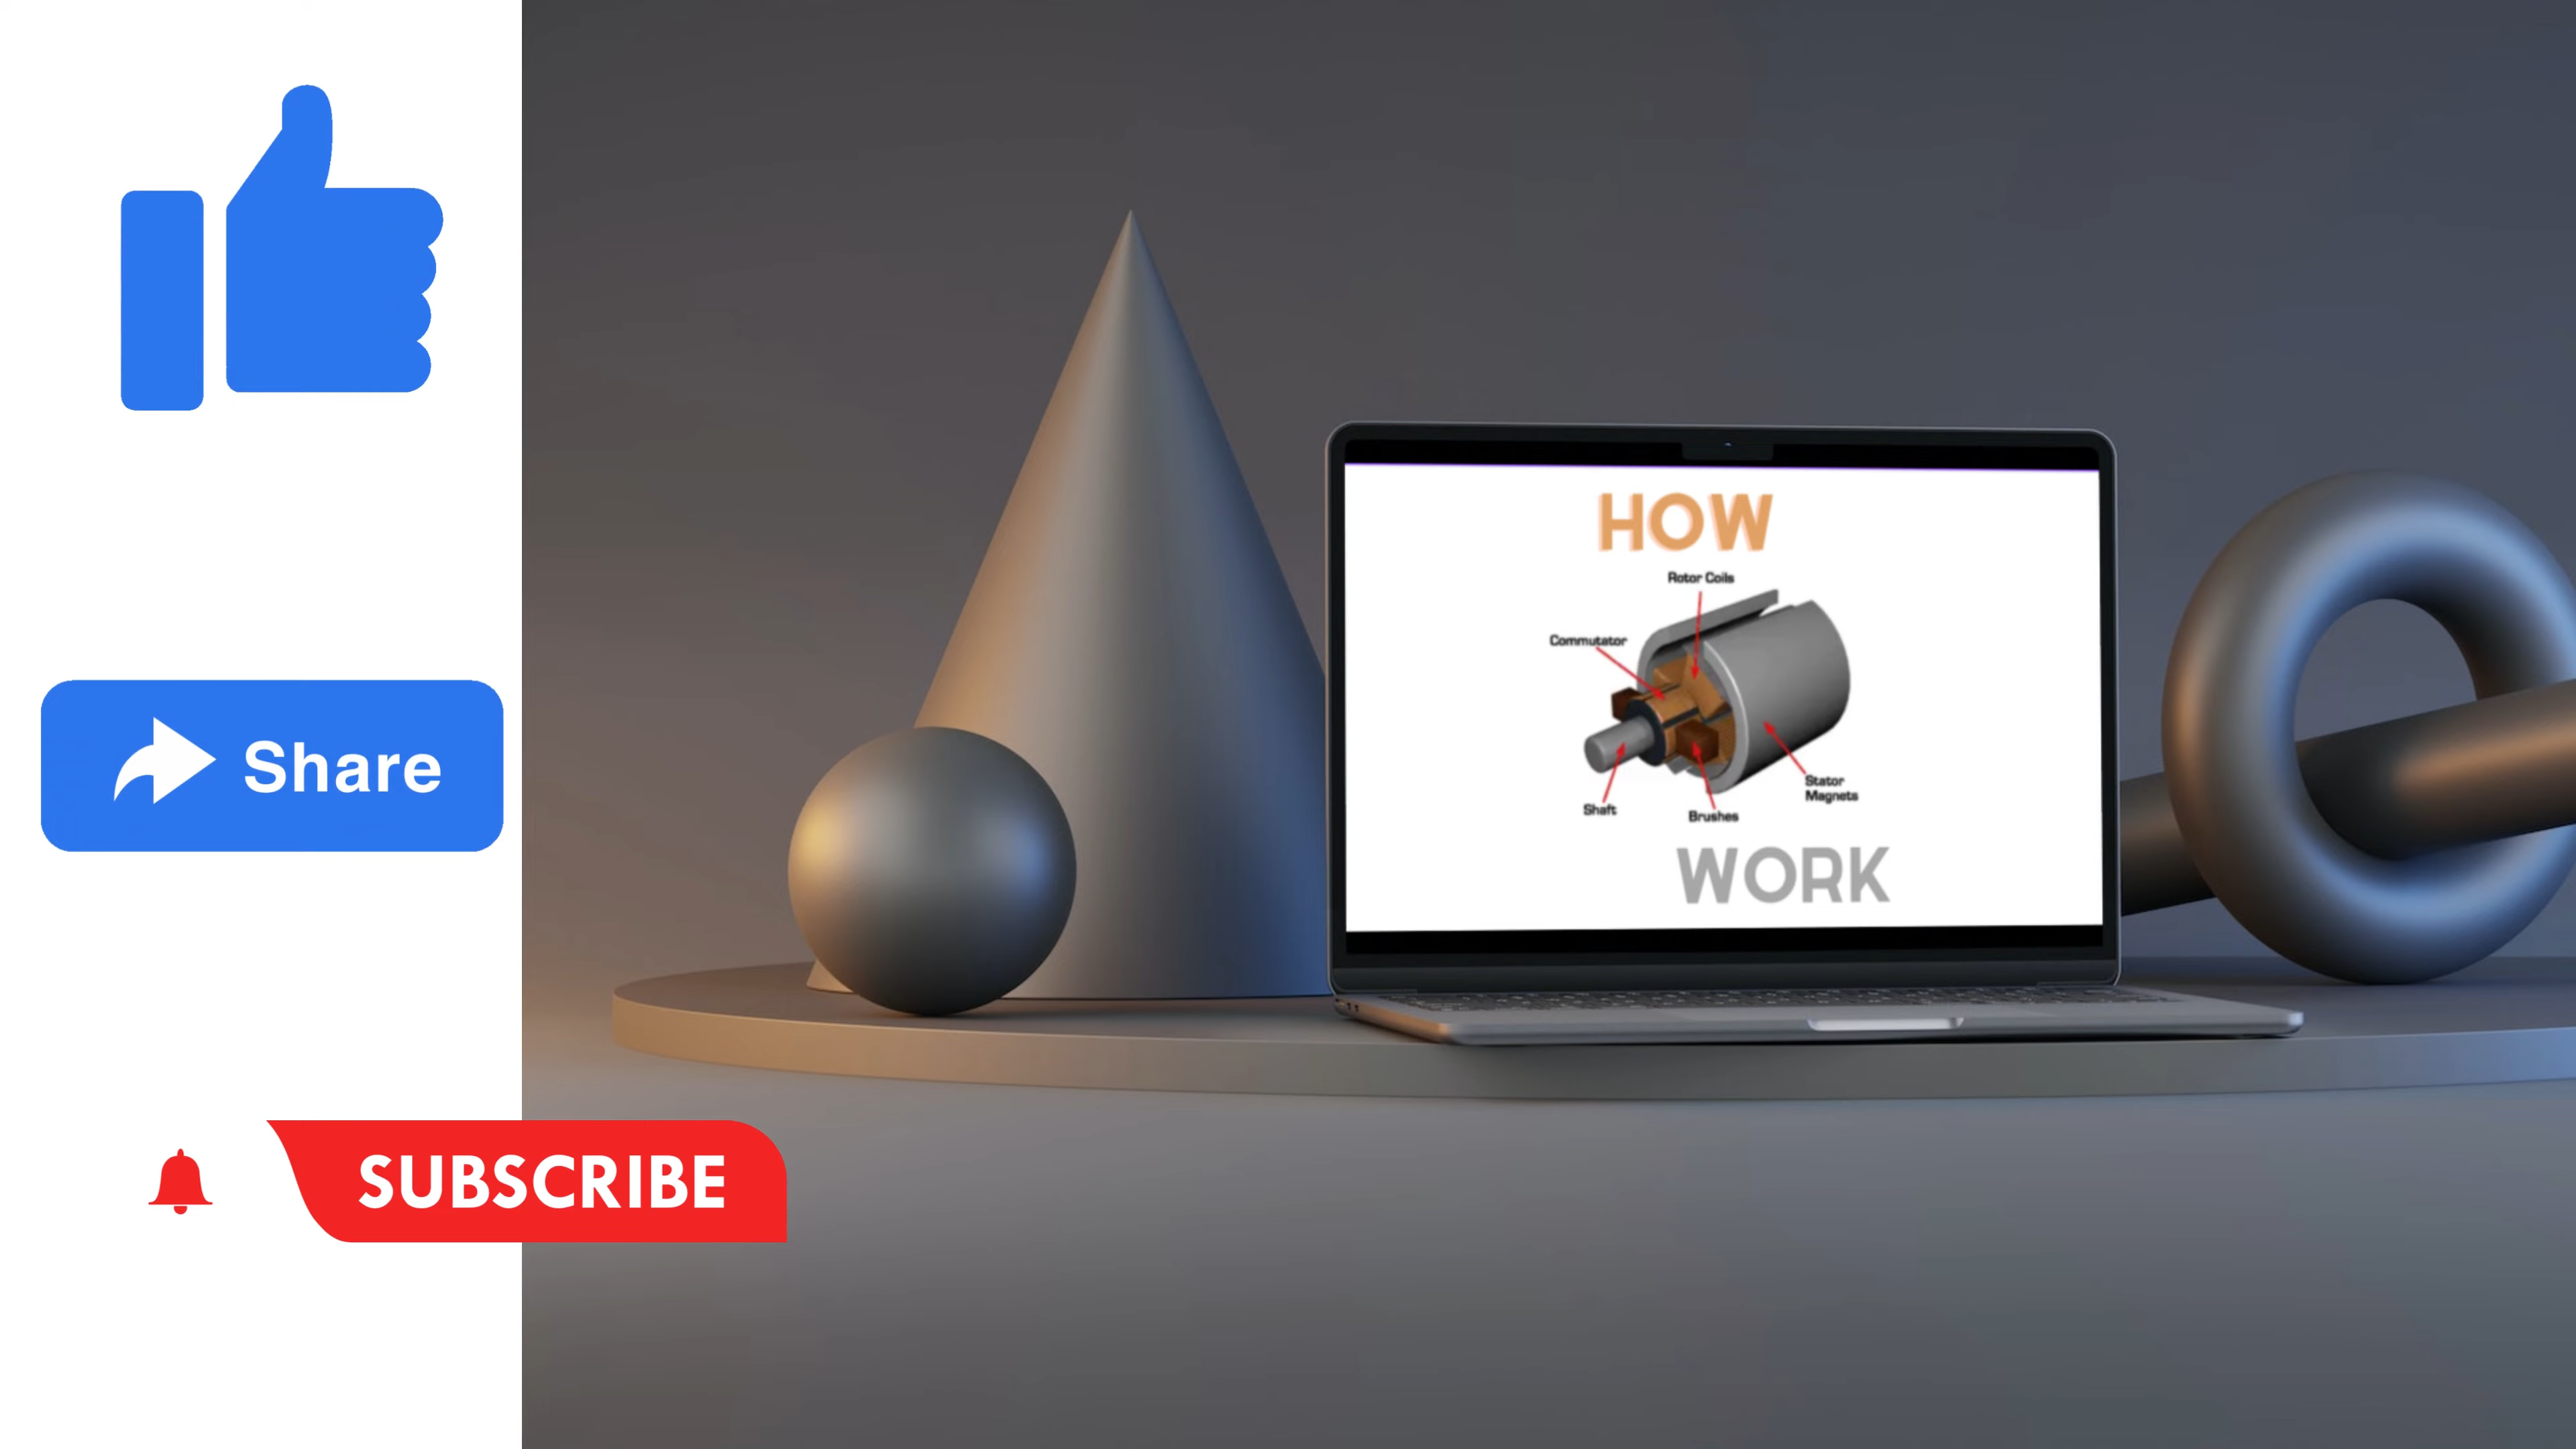 HOW
Rotor Coils
Commutator
Stator
Magnets
Shaft
Brushes
WORK
Share
SUBSCRIBE